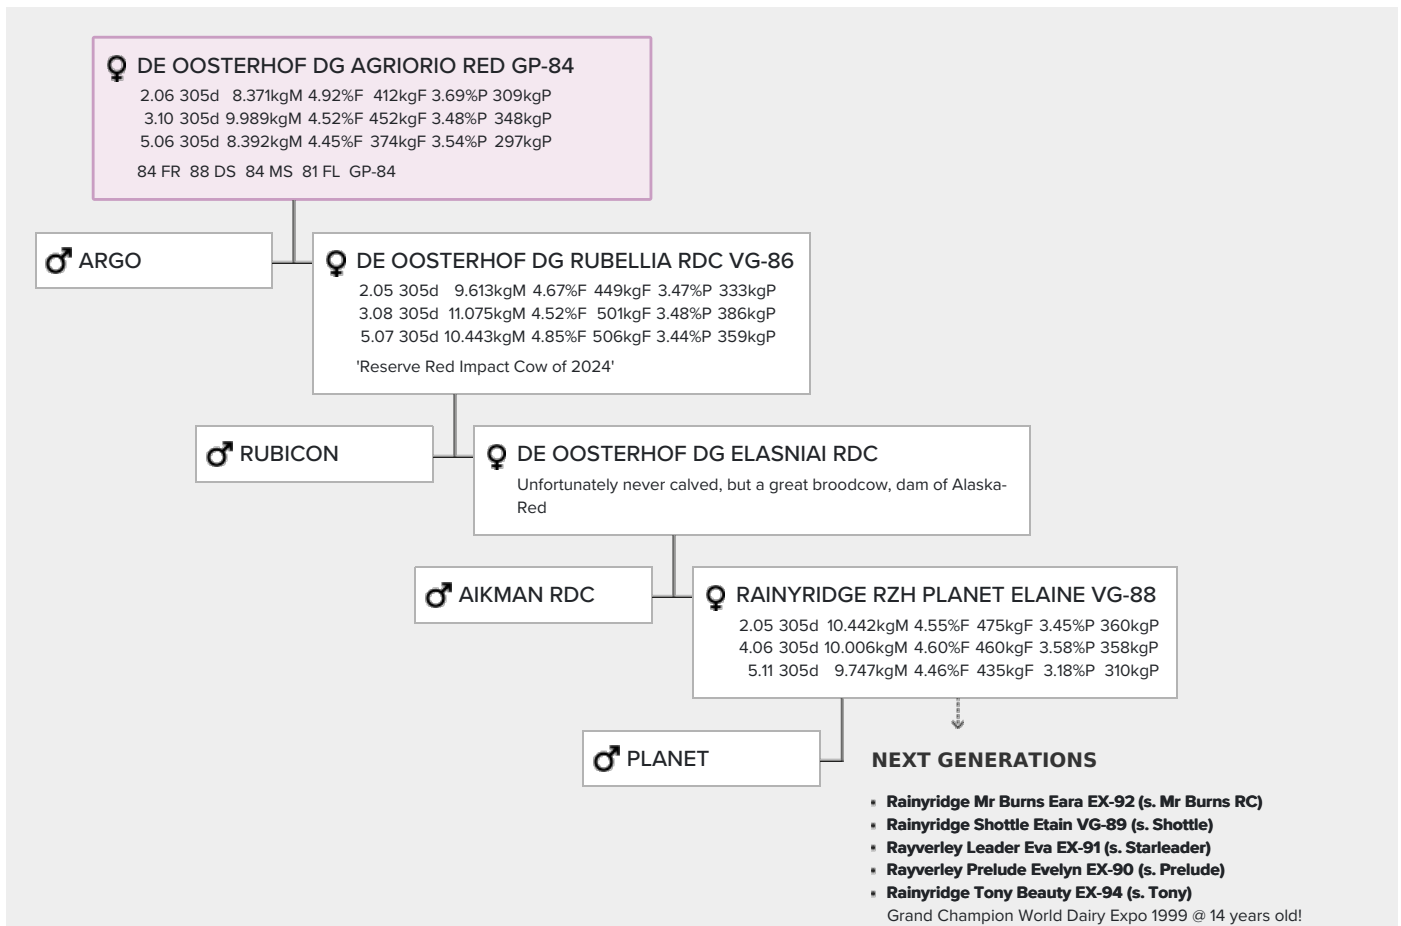 DE OOSTERHOF DG AGRIORIO RED GP-84
2.06 305d 8.371kgM 4.92%F 412kgF 3.69%P 309kgP
3.10 305d 9.989kgM 4.52%F 452kgF 3.48%P 348kgP
5.06 305d 8.392kgM 4.45%F 374kgF 3.54%P 297kgP
84 FR 88 DS 84 MS 81 FL GP-84
ARGO
DE OOSTERHOF DG RUBELLIA RDC VG-86
2.05 305d 9.613kgM 4.67%F 449kgF 3.47%P 333kgP
3.08 305d 11.075kgM 4.52%F 501kgF 3.48%P 386kgP
5.07 305d 10.443kgM 4.85%F 506kgF 3.44%P 359kgP
'Reserve Red Impact Cow of 2024'
RUBICON
DE OOSTERHOF DG ELASNIAI RDC
Unfortunately never calved, but a great broodcow, dam of Alaska-
Red
AIKMAN RDC
RAINYRIDGE RZH PLANET ELAINE VG-88
2.05 305d 10.442kgM 4.55%F 475kgF 3.45%P 360kgP
4.06 305d 10.006kgM 4.60%F 460kgF 3.58%P 358kgP
5.11 305d 9.747kgM 4.46%F 435kgF 3.18%P 310kgP
PLANET
NEXT GENERATIONS
Rainyridge Mr Burns Eara EX-92 (s. Mr Burns RC)
Rainyridge Shottle Etain VG-89 (s. Shottle)
Rayverley Leader Eva EX-91 (s. Starleader)
Rayverley Prelude Evelyn EX-90 (s. Prelude)
Rainyridge Tony Beauty EX-94 (s. Tony)
Grand Champion World Dairy Expo 1999 @ 14 years old!